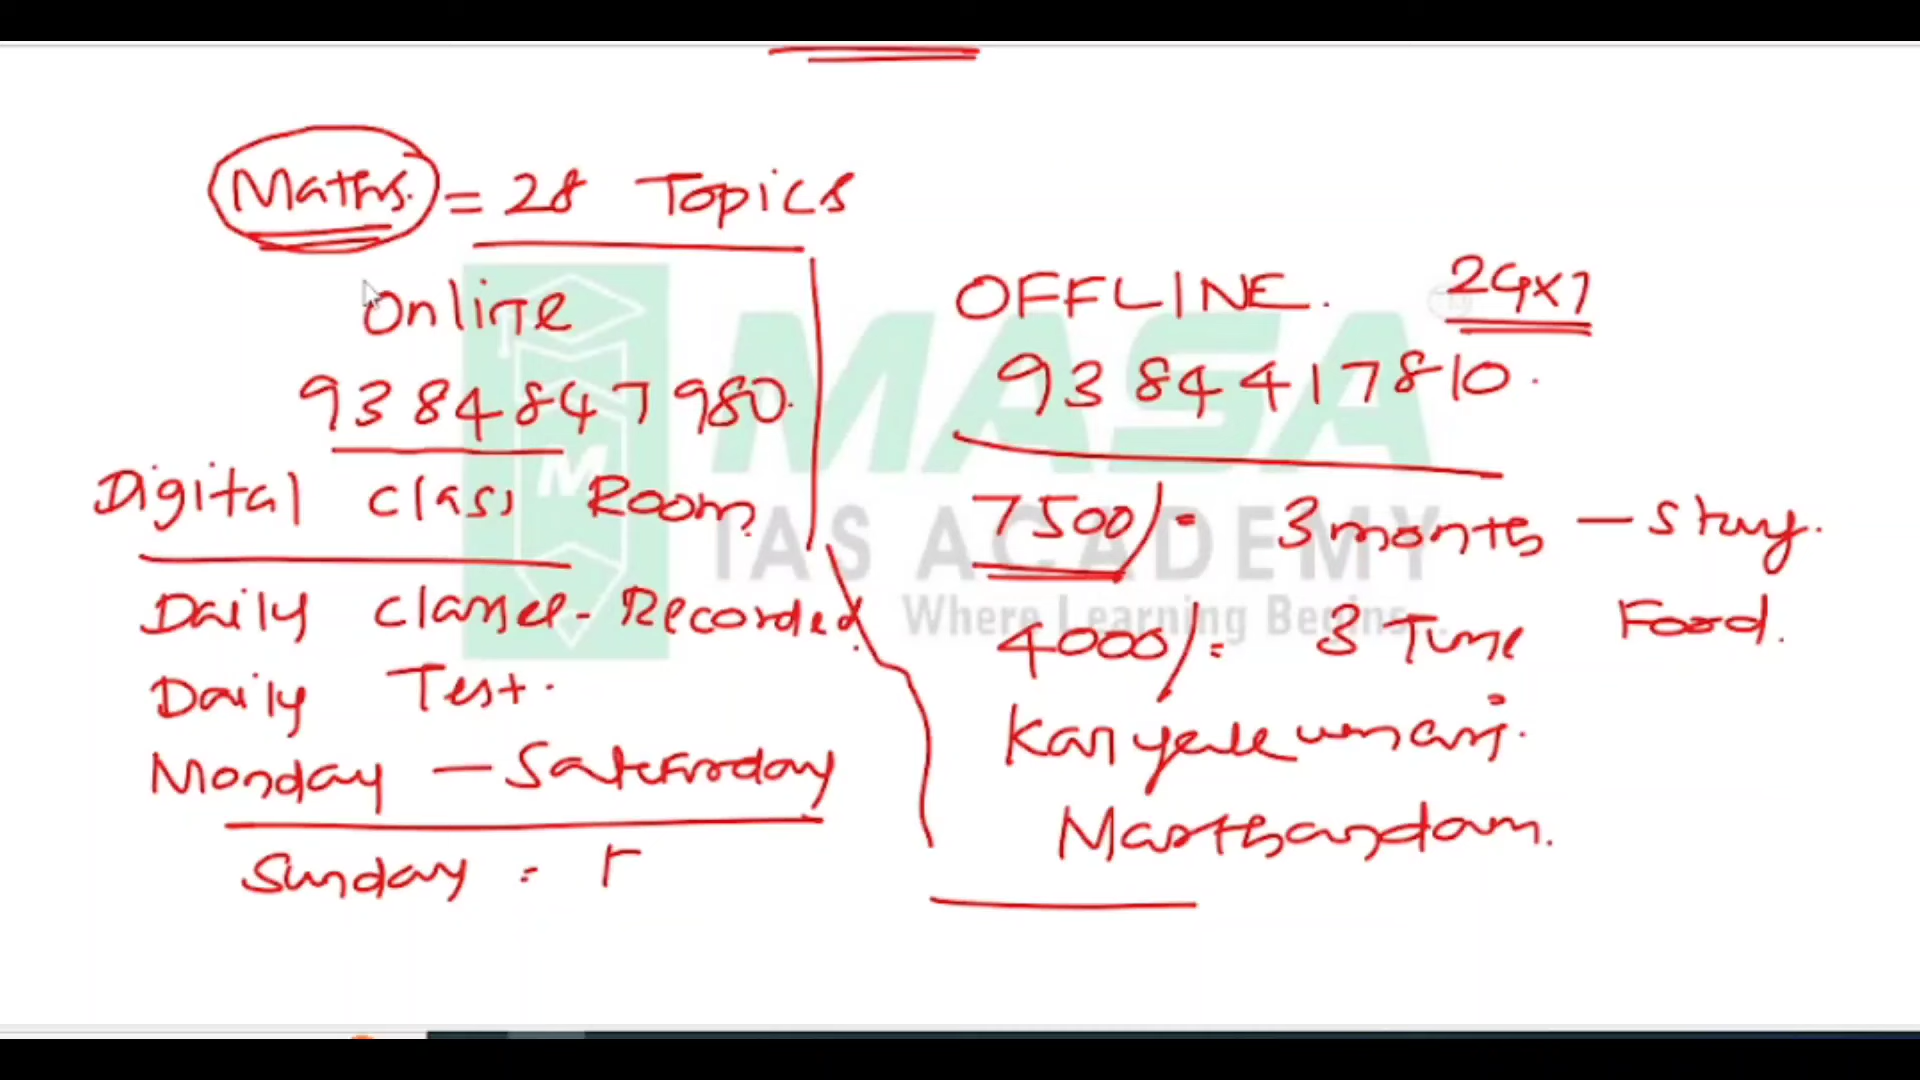 Maths. = 28 Topics
Online
9384847980.
Digital class Room
Daily Classes - Recorded.
Daily Test.
Monday - Saturday
Sunday = r
OFFLINE. 24x7
9384417810.
7500/= 3 months - stay.
4000/= 3 Time Food.
Kanyakumari.
Marthandam.
MASA
IAS ACADEMY
Where Learning Begins...
M